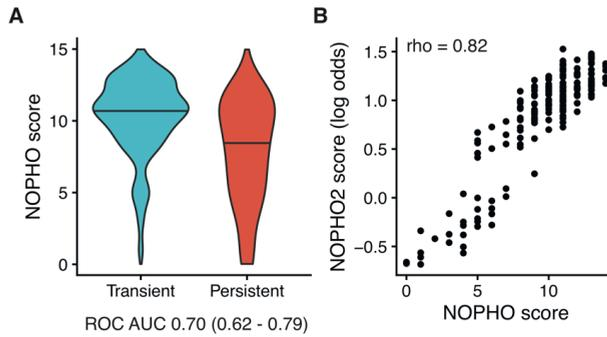 A
NOPHO score
15
10
5
0
Transient Persistent
ROC AUC 0.70 (0.62 - 0.79)
B
NOPHO2 score (log odds)
rho = 0.82
1.5
1.0
0.5
0.0
−0.5
0 5 10
NOPHO score